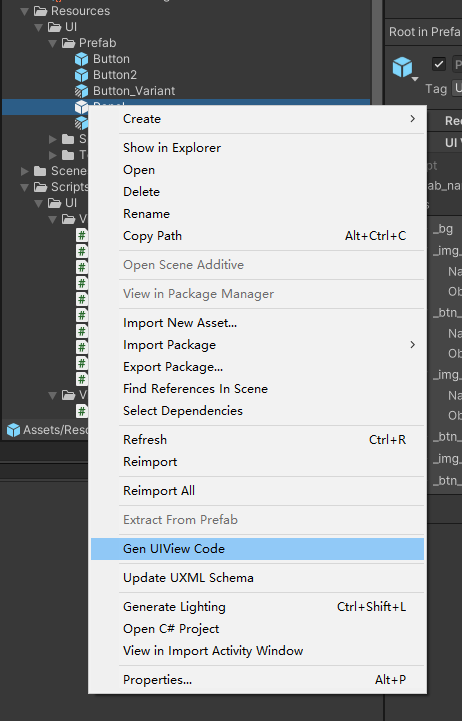 Resources
UI
Prefab
Button
Button2
Button_Variant
Panel
S
T
Scene
Scripts
UI
V
V
Assets/Reso
Create
Show in Explorer
Open
Delete
Rename
Copy Path Alt+Ctrl+C
Open Scene Additive
View in Package Manager
Import New Asset...
Import Package
Export Package...
Find References In Scene
Select Dependencies
Refresh Ctrl+R
Reimport
Reimport All
Extract From Prefab
Gen UIView Code
Update UXML Schema
Generate Lighting Ctrl+Shift+L
Open C# Project
View in Import Activity Window
Properties... Alt+P
Root in Prefa
P
Tag U
Rec
UI V
pt
ab_na
s
_bg
_img_
Na
Ob
_btn_
Na
Ob
_img_
Na
Ob
_btn_
_img_
_btn_